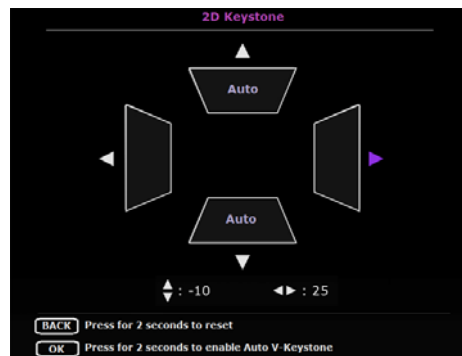 2D Keystone
Auto
Auto
: -10 : 25
BACK Press for 2 seconds to reset
OK Press for 2 seconds to enable Auto V-Keystone